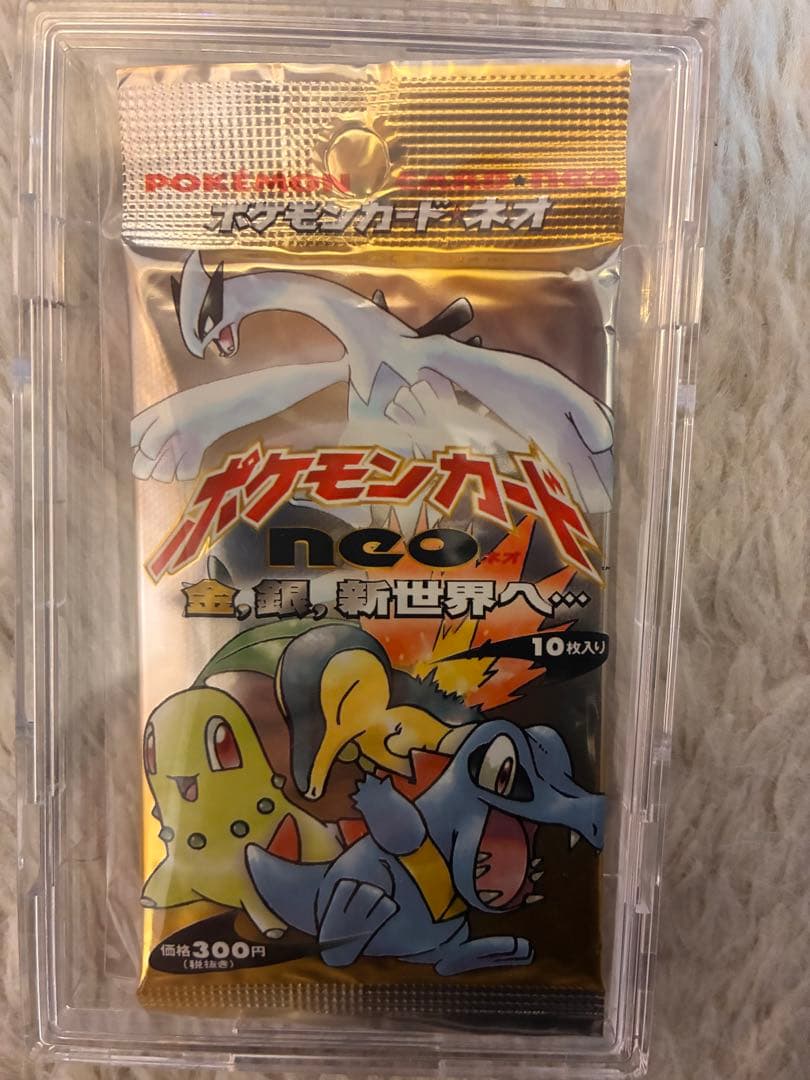 POKÉMON CARD★neo
ポケモンカード★ネオ
ポケモンカード
neo ネオ
金,銀,新世界へ…
10枚入り
価格300円
(税抜き)